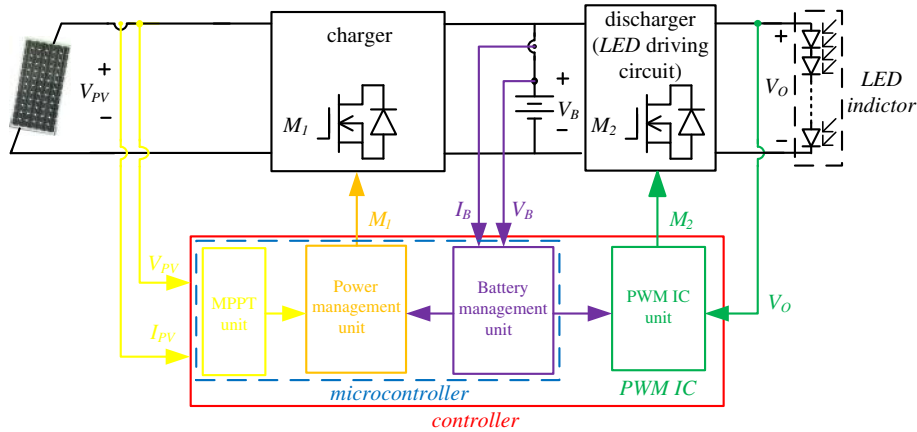 charger
discharger
(LED driving
circuit)
+
V_PV
−
M_1
+
V_B
−
M_2
+
V_O
−
LED
indictor
M_1
I_B
V_B
M_2
V_PV
I_PV
MPPT
unit
Power
management
unit
Battery
management
unit
PWM IC
unit
V_O
microcontroller
PWM IC
controller